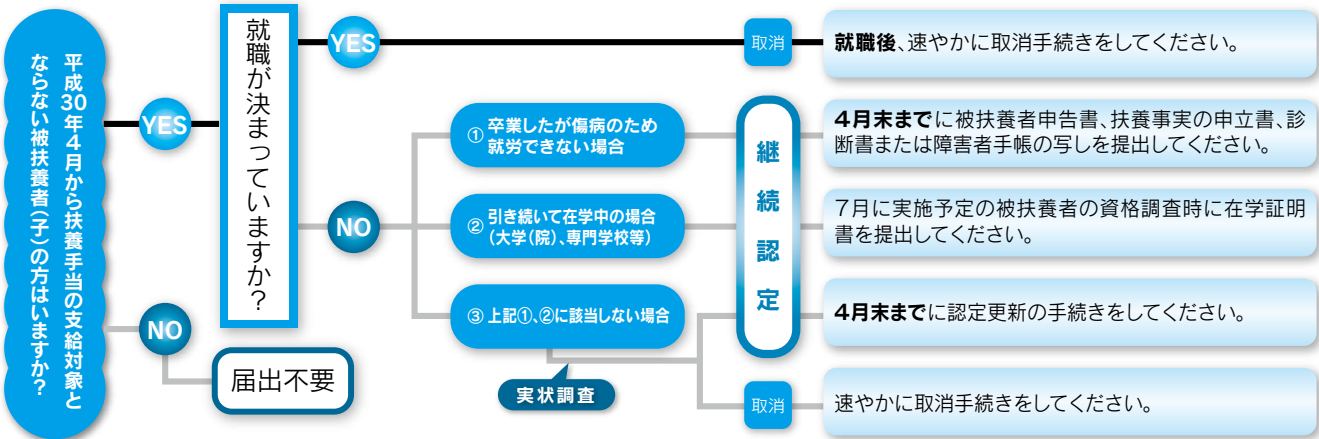 平成30年4月から扶養手当の支給対象と
ならない被扶養者(子)の方はいますか?
YES
就職が決まっていますか?
YES
取消
就職後、速やかに取消手続きをしてください。
NO
① 卒業したが傷病のため
就労できない場合
② 引き続いて在学中の場合
(大学(院)、専門学校等)
③ 上記①、②に該当しない場合
実状調査
継続認定
4月末までに被扶養者申告書、扶養事実の申立書、診
断書または障害者手帳の写しを提出してください。
7月に実施予定の被扶養者の資格調査時に在学証明
書を提出してください。
4月末までに認定更新の手続きをしてください。
取消
速やかに取消手続きをしてください。
NO
届出不要